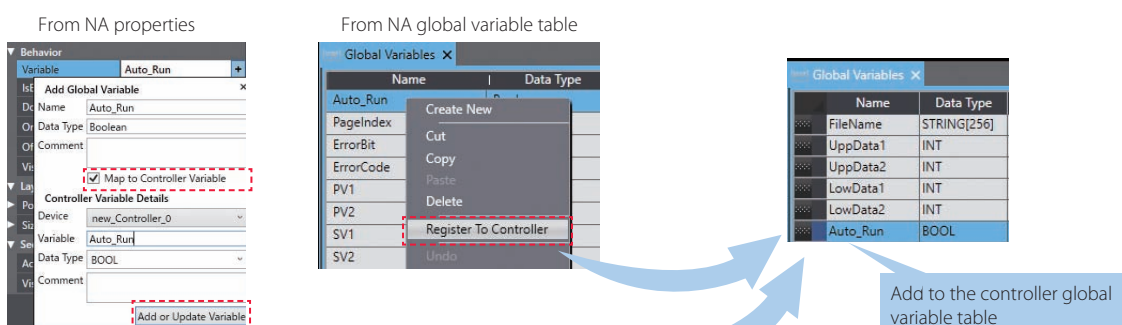 From NA properties
Behavior
Variable Auto_Run +
Add Global Variable ×
Name Auto_Run
Data Type Boolean
Comment
Map to Controller Variable
Controller Variable Details
Device new_Controller_0
Variable Auto_Run
Data Type BOOL
Comment
Add or Update Variable
From NA global variable table
Global Variables X
Name Data Type
Auto_Run
PageIndex
ErrorBit
ErrorCode
PV1
PV2
SV1
SV2
Create New
Cut
Copy
Paste
Delete
Register To Controller
Undo
Global Variables ×
Name Data Type
FileName STRING[256]
UppData1 INT
UppData2 INT
LowData1 INT
LowData2 INT
Auto_Run BOOL
Add to the controller global
variable table